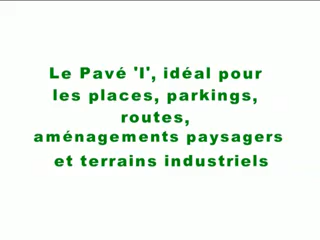 Le Pavé 'I', idéal pour
les places, parkings,
routes,
aménagements paysagers
et terrains industriels